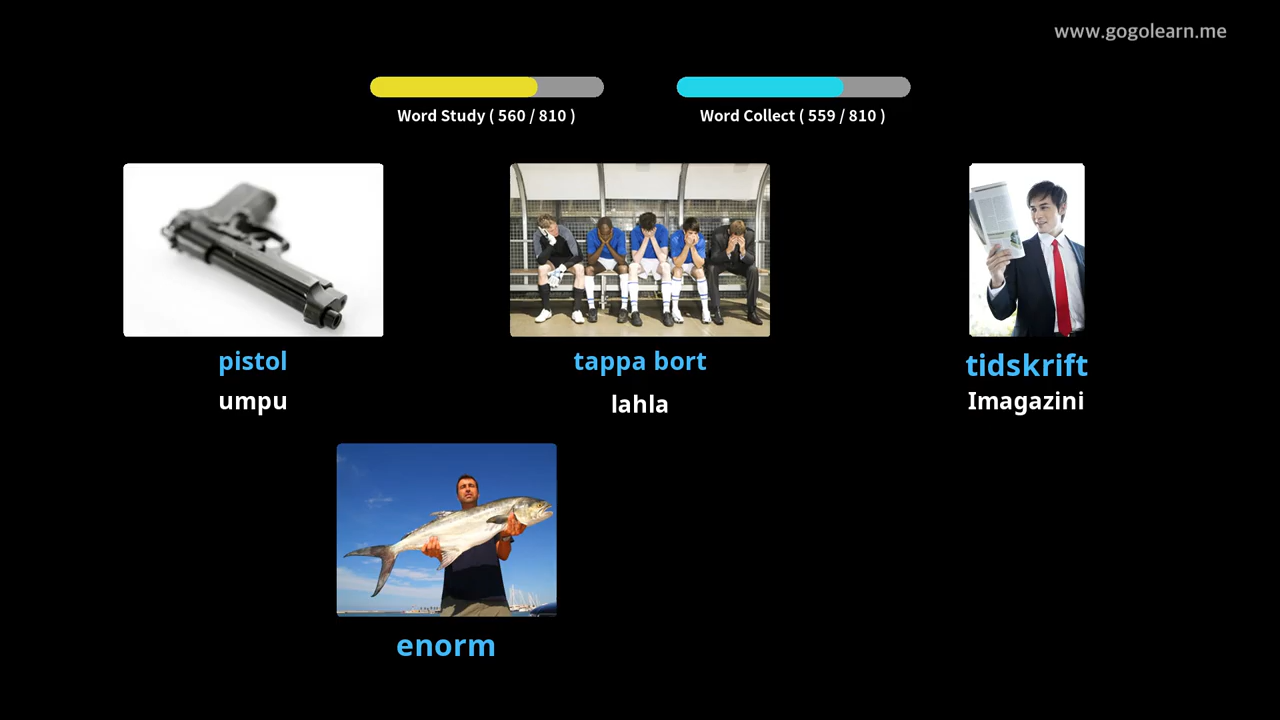 www.gogolearn.me
Word Study ( 560 / 810 )
Word Collect ( 559 / 810 )
pistol
umpu
tappa bort
lahla
tidskrift
Imagazini
enorm